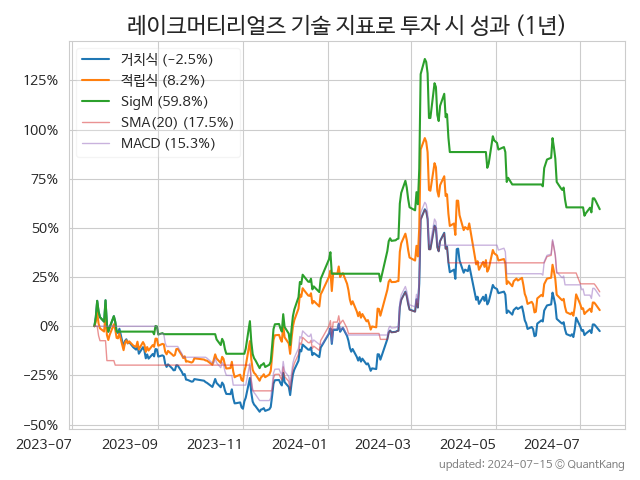 레이크머티리얼즈 기술 지표로 투자 시 성과 (1년)
거치식 (−2.5%)
적립식 (8.2%)
SigM (59.8%)
SMA(20) (17.5%)
MACD (15.3%)
125%
100%
75%
50%
25%
0%
−25%
−50%
2023-07 2023-09 2023-11 2024-01 2024-03 2024-05 2024-07
updated: 2024-07-15 © QuantKang